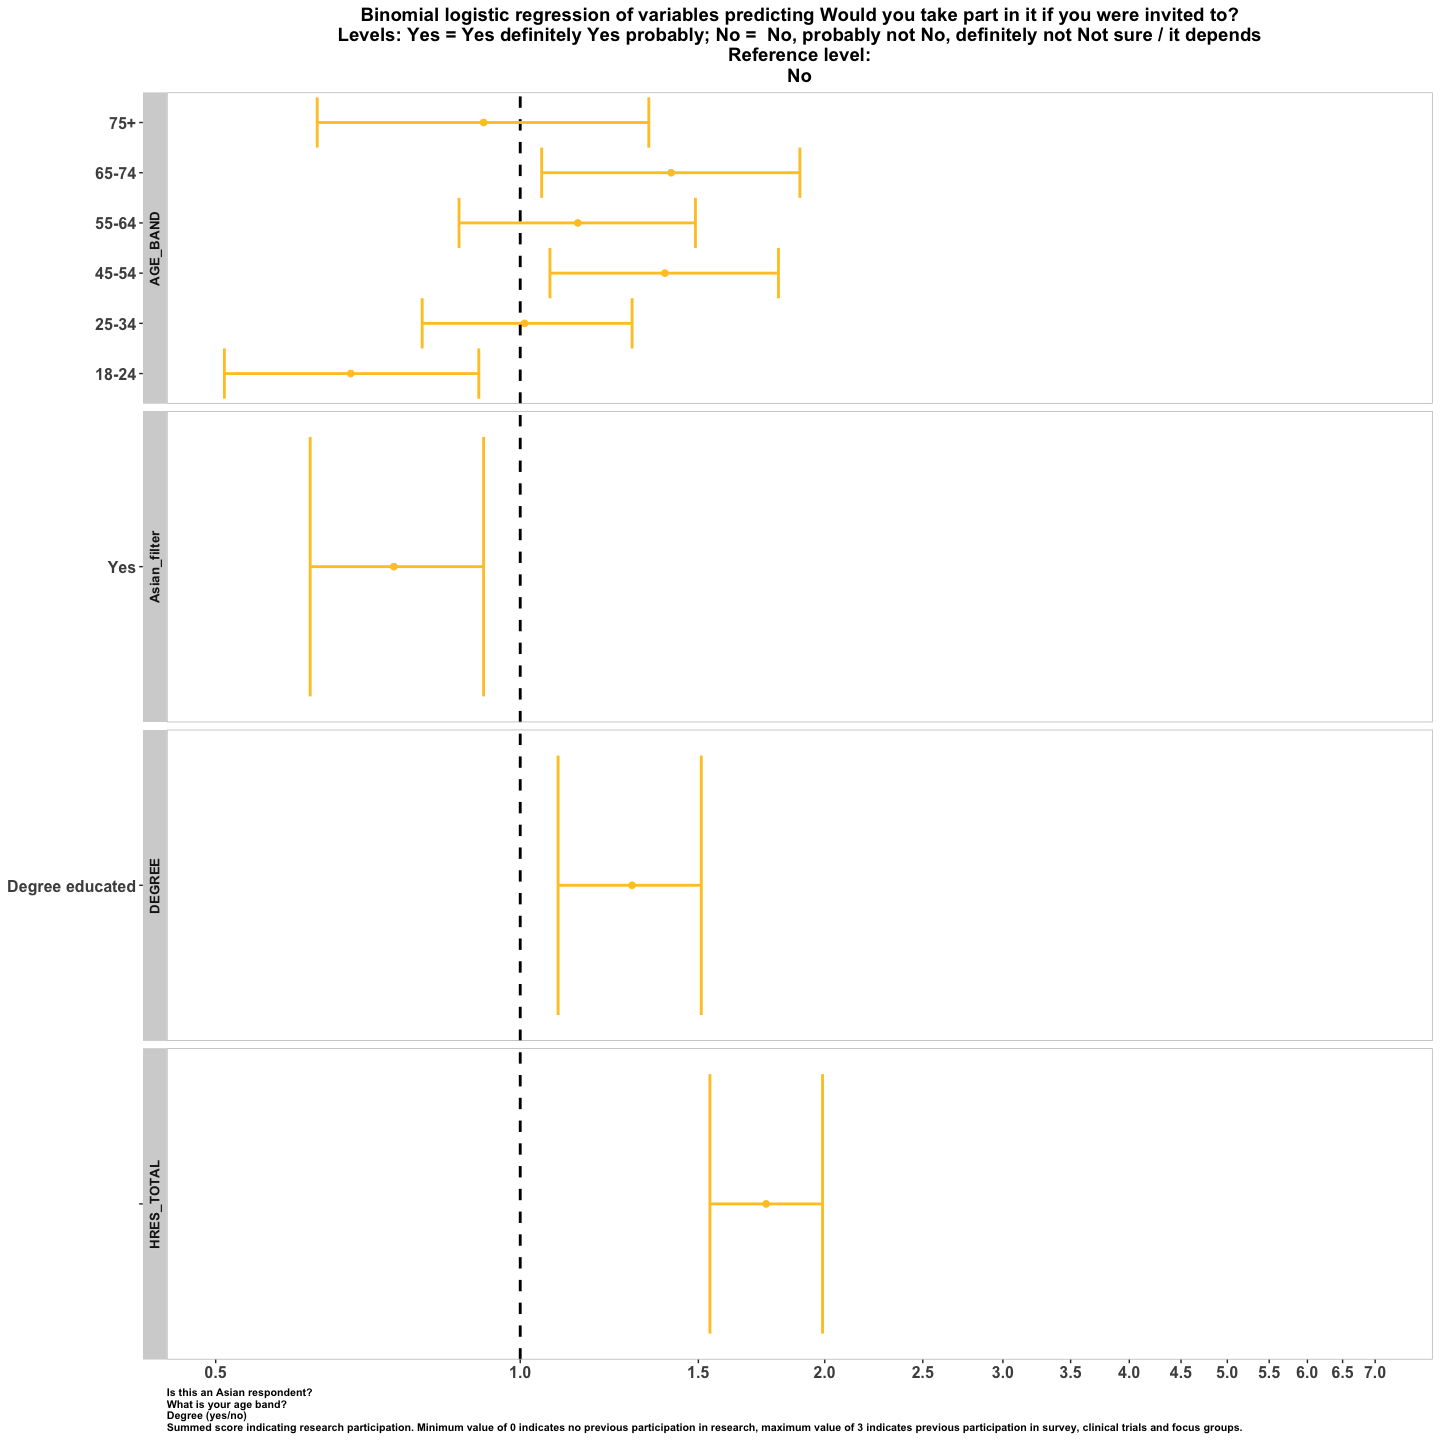 Binomial logistic regression of variables predicting Would you take part in it if you were invited to?
Levels: Yes = Yes definitely Yes probably; No =  No, probably not No, definitely not Not sure / it depends
Reference level:
No
AGE_BAND
75+
65-74
55-64
45-54
25-34
18-24
Asian_filter
Yes
DEGREE
Degree educated
HRES_TOTAL
0.5 1.0 1.5 2.0 2.5 3.0 3.5 4.0 4.5 5.0 5.5 6.0 6.5 7.0
Is this an Asian respondent?
What is your age band?
Degree (yes/no)
Summed score indicating research participation. Minimum value of 0 indicates no previous participation in research, maximum value of 3 indicates previous participation in survey, clinical trials and focus groups.